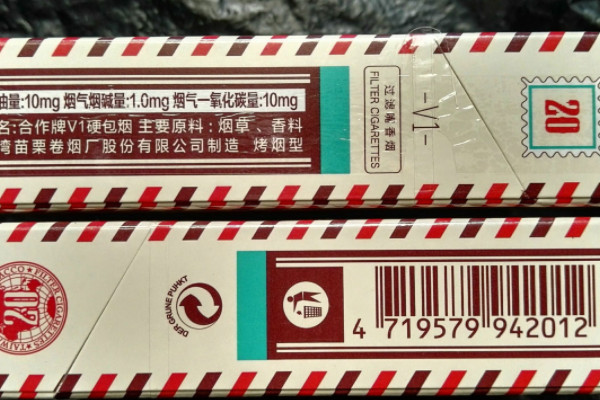 油量:10mg 烟气烟碱量:1.0mg 烟气一氧化碳量:10mg
名:合作牌V1硬包烟 主要原料：烟草、香料
湾苗栗卷烟厂股份有限公司制造 烤烟型
过滤嘴香烟
FILTER CIGARETTES
-V1-
20
20
FILTER CIGARETTES
DER GRÜNE PUNKT
4 719579 942012